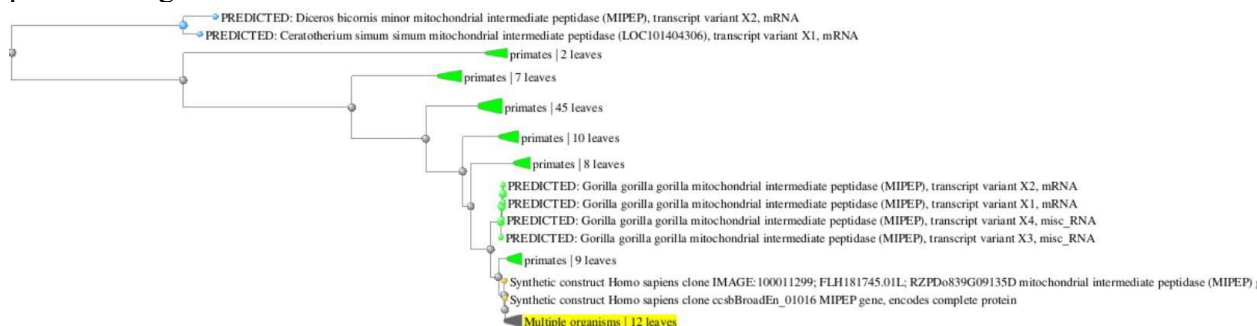 PREDICTED: Diceros bicornis minor mitochondrial intermediate peptidase (MIPEP), transcript variant X2, mRNA
PREDICTED: Ceratotherium simum simum mitochondrial intermediate peptidase (LOC101404306), transcript variant X1, mRNA
primates | 2 leaves
primates | 7 leaves
primates | 45 leaves
primates | 10 leaves
primates | 8 leaves
PREDICTED: Gorilla gorilla gorilla mitochondrial intermediate peptidase (MIPEP), transcript variant X2, mRNA
PREDICTED: Gorilla gorilla gorilla mitochondrial intermediate peptidase (MIPEP), transcript variant X1, mRNA
PREDICTED: Gorilla gorilla gorilla mitochondrial intermediate peptidase (MIPEP), transcript variant X4, misc_RNA
PREDICTED: Gorilla gorilla gorilla mitochondrial intermediate peptidase (MIPEP), transcript variant X3, misc_RNA
primates | 9 leaves
Synthetic construct Homo sapiens clone IMAGE:100011299; FLH181745.01L; RZPDo839G09135D mitochondrial intermediate peptidase (MIPEP)
Synthetic construct Homo sapiens clone ccsbBroadEn_01016 MIPEP gene, encodes complete protein
Multiple organisms | 12 leaves